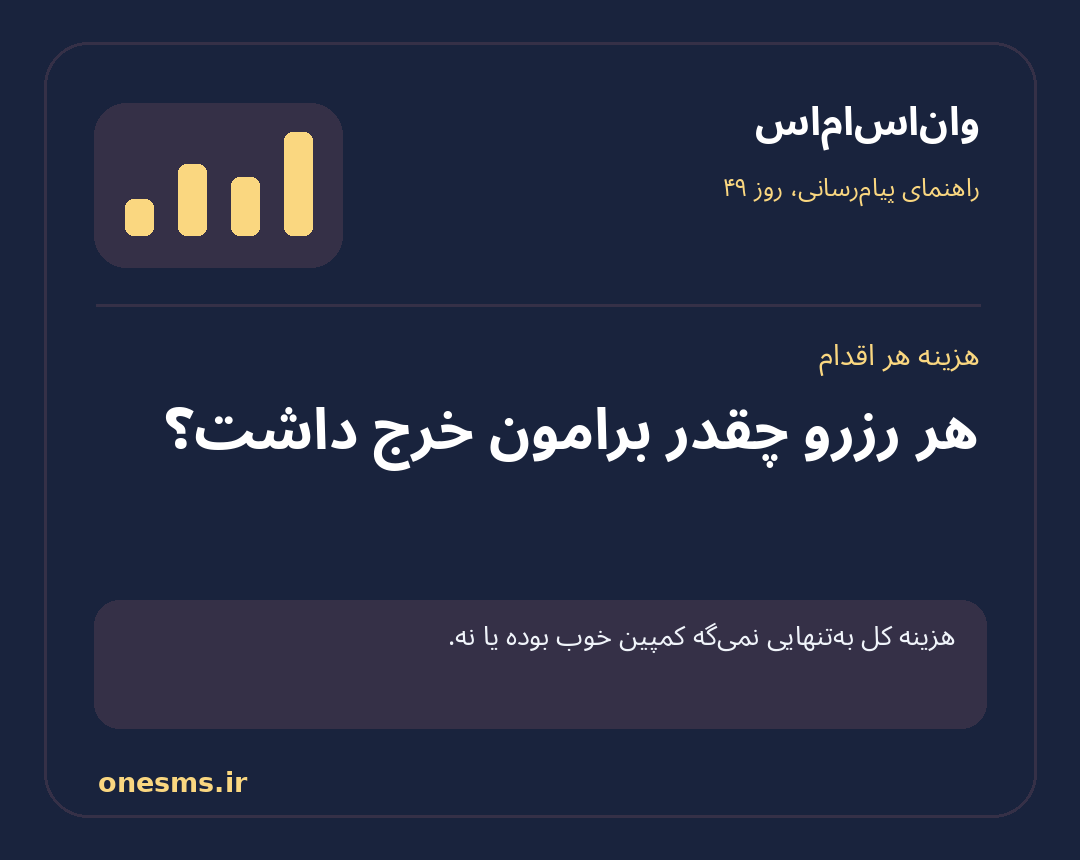 وان‌اس‌ام‌اس
راهنمای پیام‌رسانی، روز ۴۹
هزینه هر اقدام
هر رزرو چقدر برامون خرج داشت؟
هزینه کل به‌تنهایی نمی‌گه کمپین خوب بوده یا نه.
onesms.ir